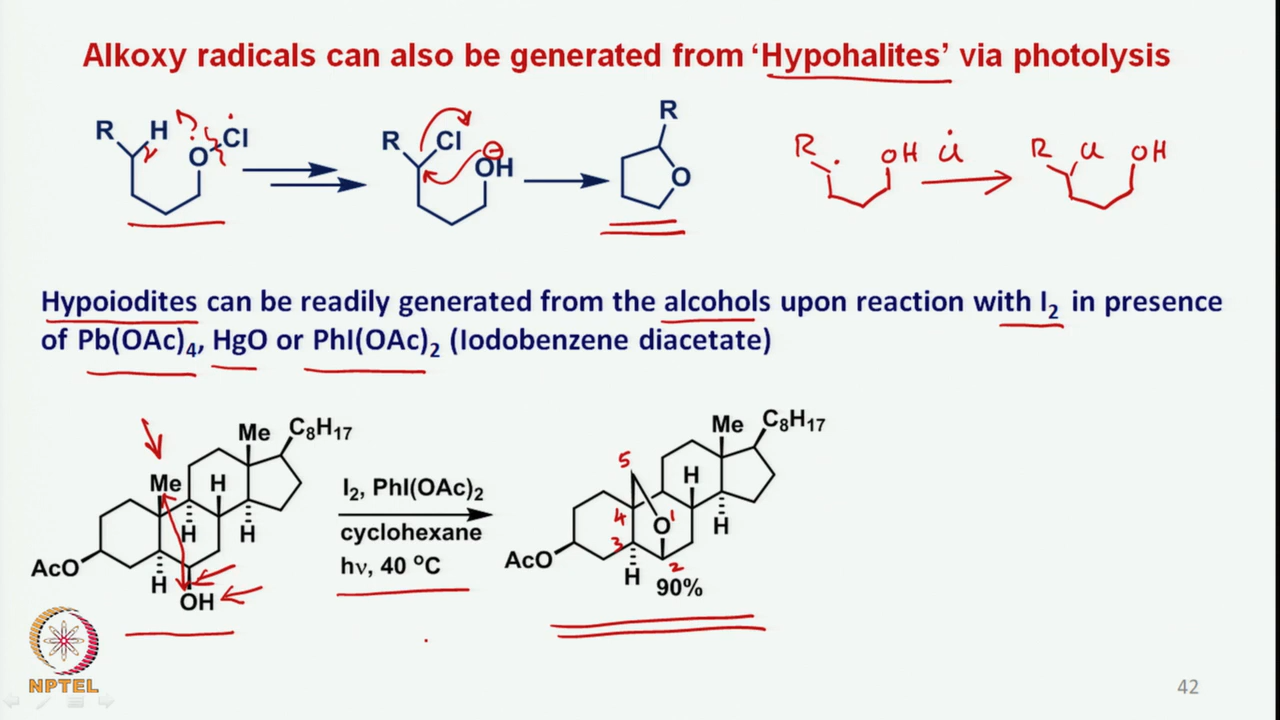 Alkoxy radicals can also be generated from ‘Hypohalites’ via photolysis
R H O Cl
R Cl OH ⊖
R O
R OH Cl
R Cl OH
Hypoiodites can be readily generated from the alcohols upon reaction with I₂ in presence
of Pb(OAc)₄, HgO or PhI(OAc)₂ (Iodobenzene diacetate)
Me C₈H₁₇
Me H
H H
AcO
H OH
I₂, PhI(OAc)₂
cyclohexane
hν, 40 ºC
Me C₈H₁₇
5
H
4 O 1
3 H
AcO 2
H 90%
NPTEL
42